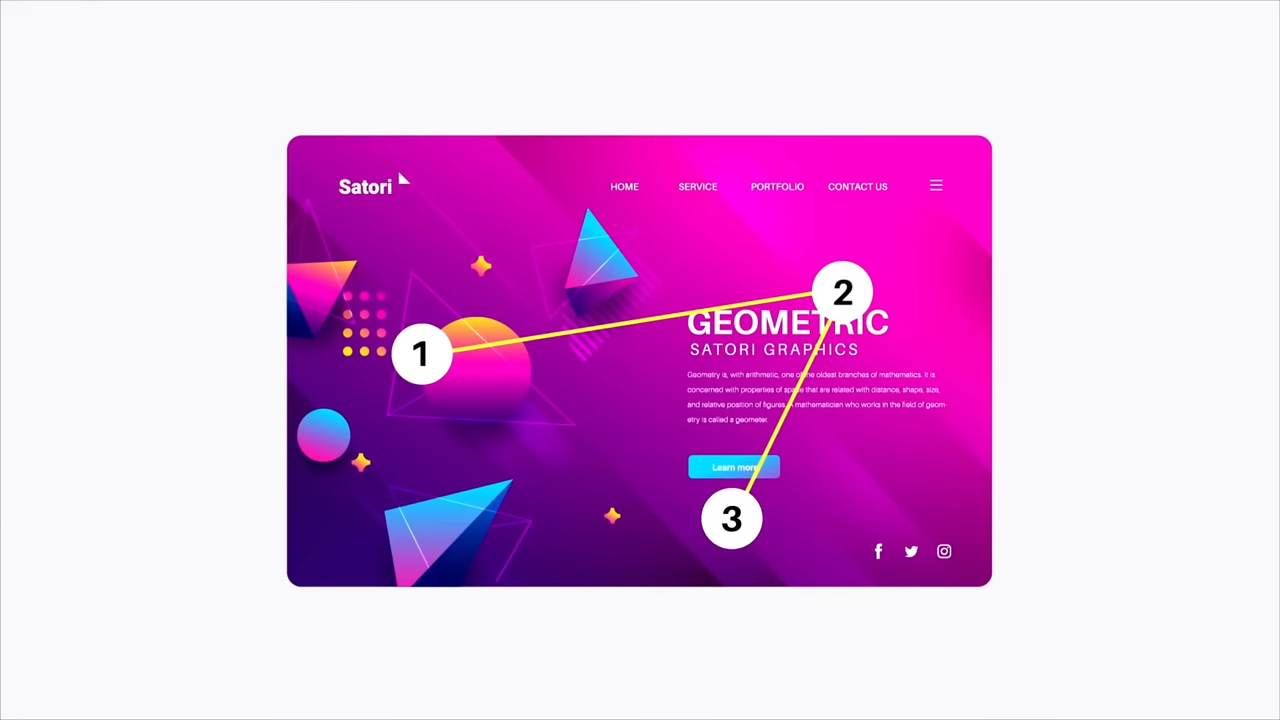 Satori
HOME SERVICE PORTFOLIO CONTACT US
1
2
3
GEOMETRIC
SATORI GRAPHICS
Geometry is, with arithmetic, one of the oldest branches of mathematics. It is
concerned with properties of space that are related with distance, shape, size,
and relative position of figures. A mathematician who works in the field of geom-
etry is called a geometer.
Learn more